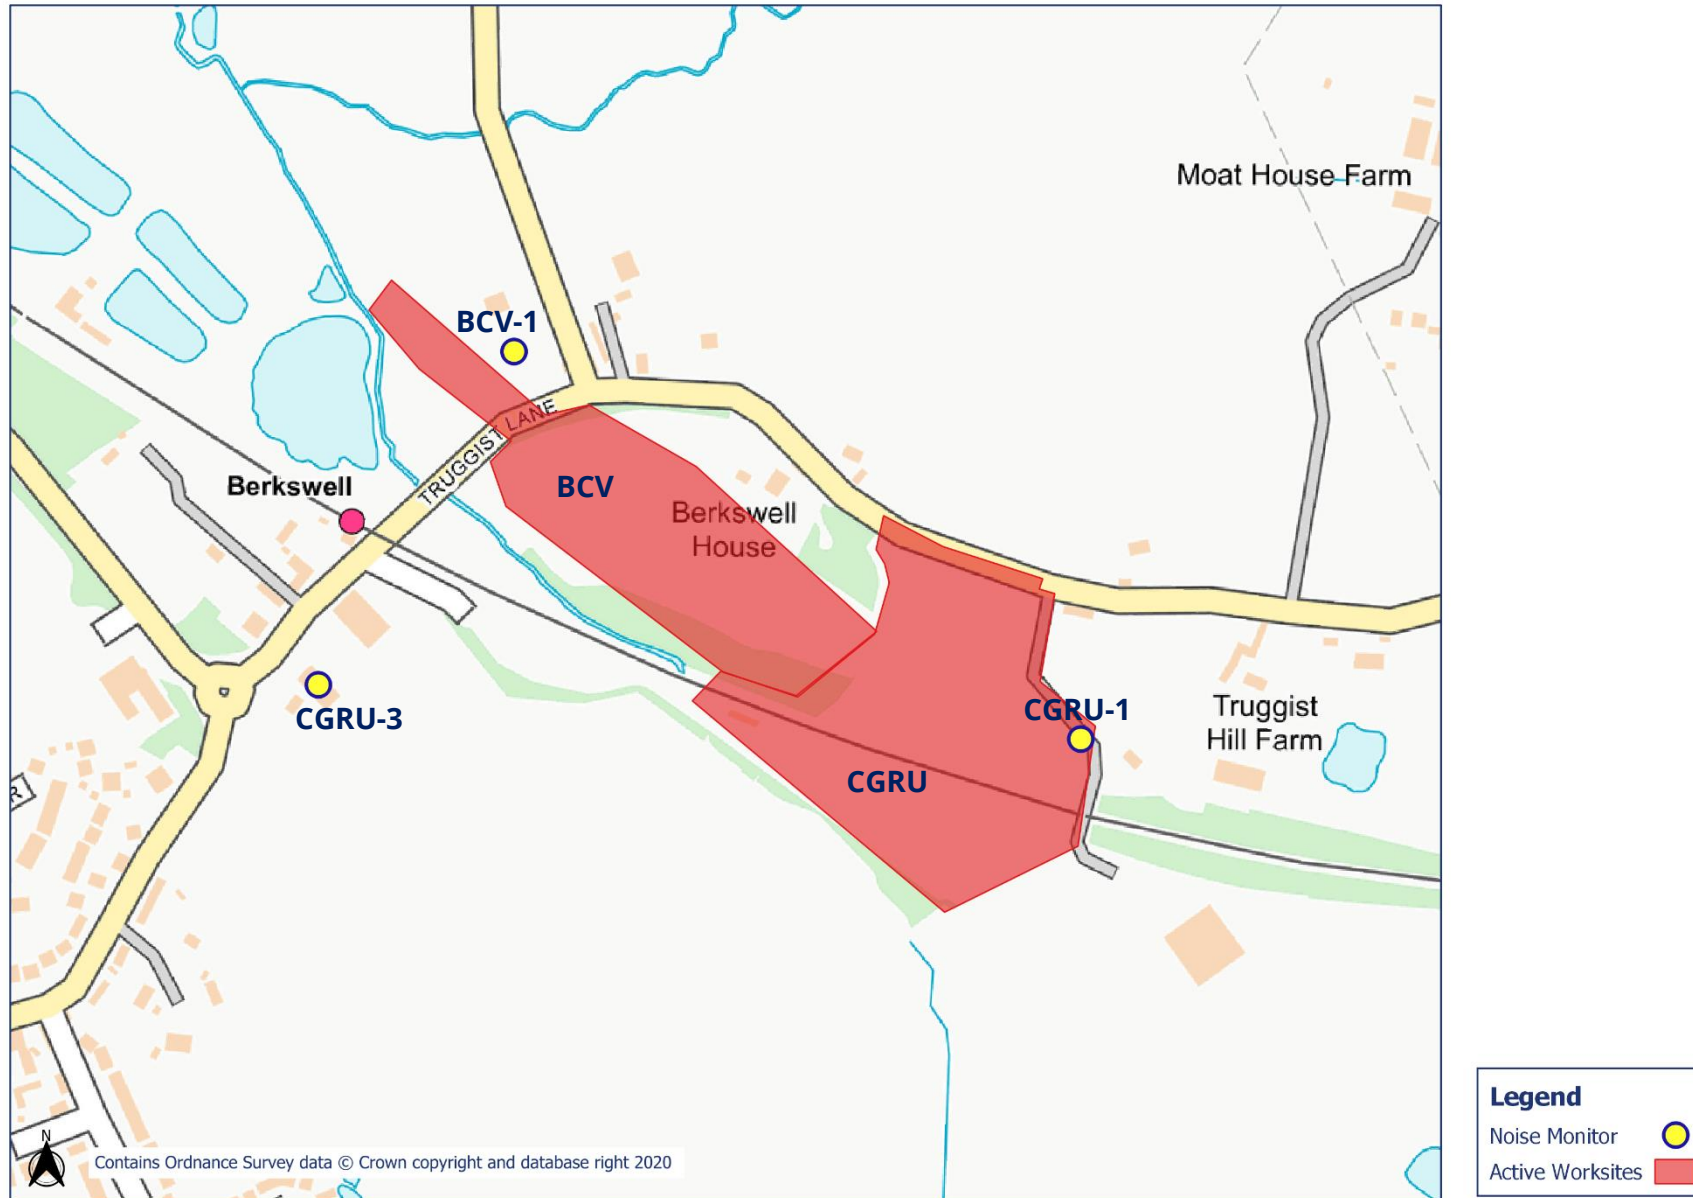 Moat House Farm
BCV-1
TRUGGIST LANE
Berkswell
BCV
Berkswell
House
CGRU-3
CGRU-1
Truggist
Hill Farm
CGRU
R
N
Contains Ordnance Survey data © Crown copyright and database right 2020
Legend
Noise Monitor
Active Worksites